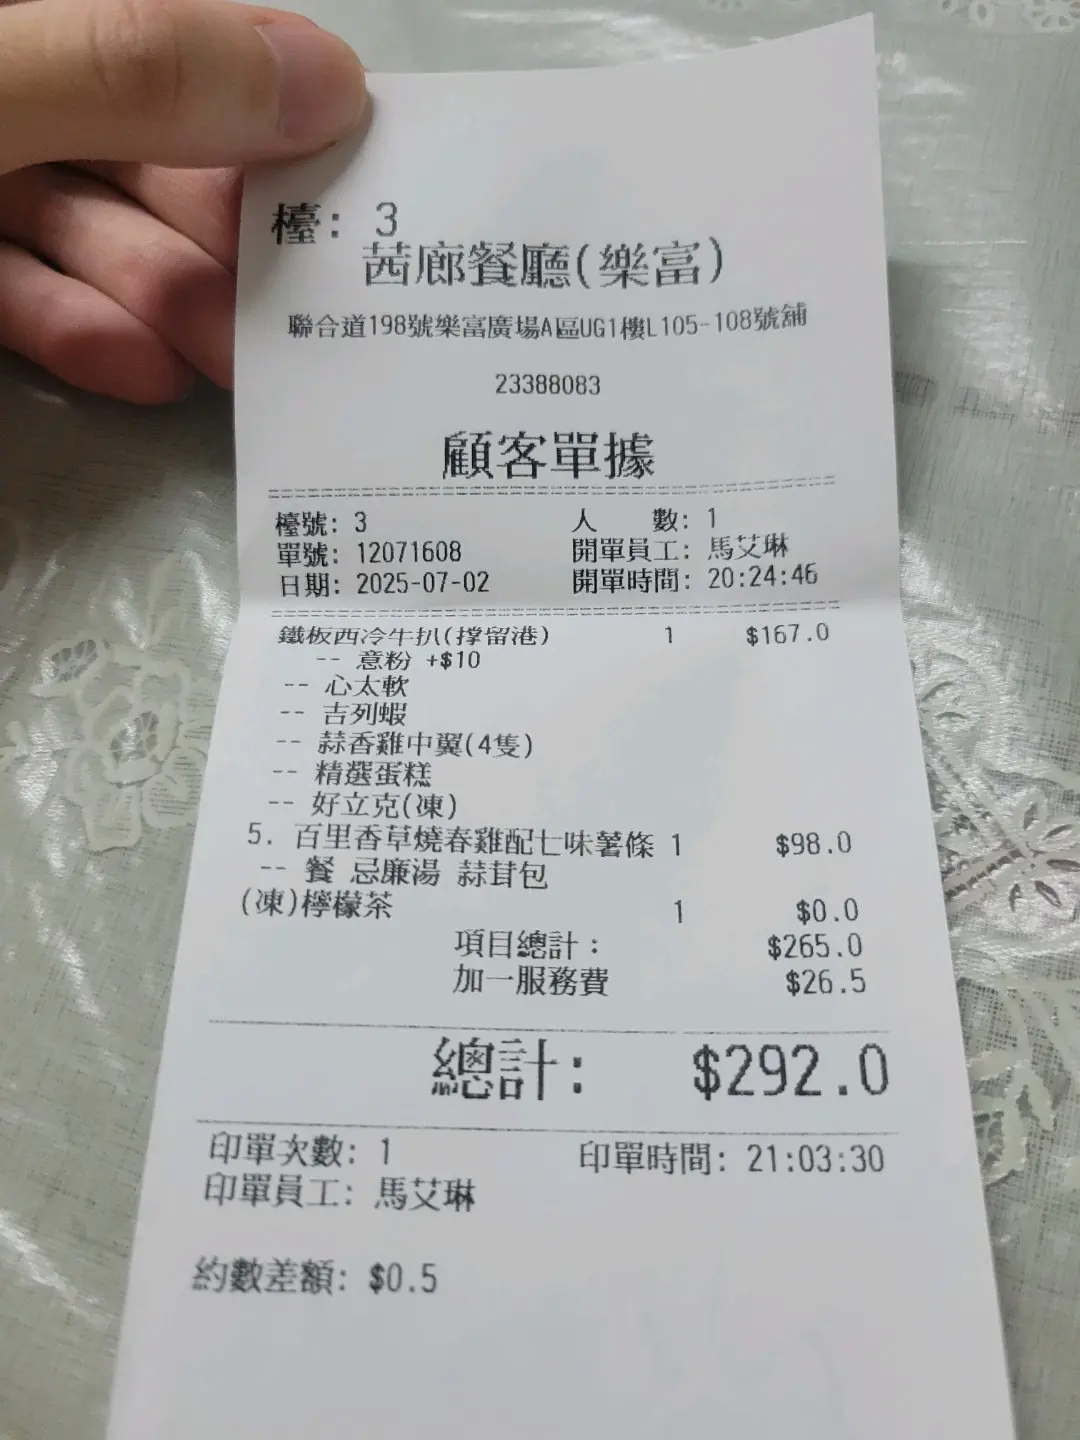 檯: 3
茜廊餐廳(樂富)
聯合道198號樂富廣場A區UG1樓L105-108號舖
23388083
顧客單據
檯號: 3 人 數: 1
單號: 12071608 開單員工: 馬艾琳
日期: 2025-07-02 開單時間: 20:24:46
鐵板西冷牛扒(撐留港) 1 $167.0
-- 意粉 +$10
-- 心太軟
-- 吉列蝦
-- 蒜香雞中翼(4隻)
-- 精選蛋糕
-- 好立克(凍)
5. 百里香草燒春雞配七味薯條 1 $98.0
-- 餐 忌廉湯 蒜茸包
(凍)檸檬茶 1 $0.0
項目總計: $265.0
加一服務費 $26.5
總計: $292.0
印單次數: 1 印單時間: 21:03:30
印單員工: 馬艾琳
約數差額: $0.5